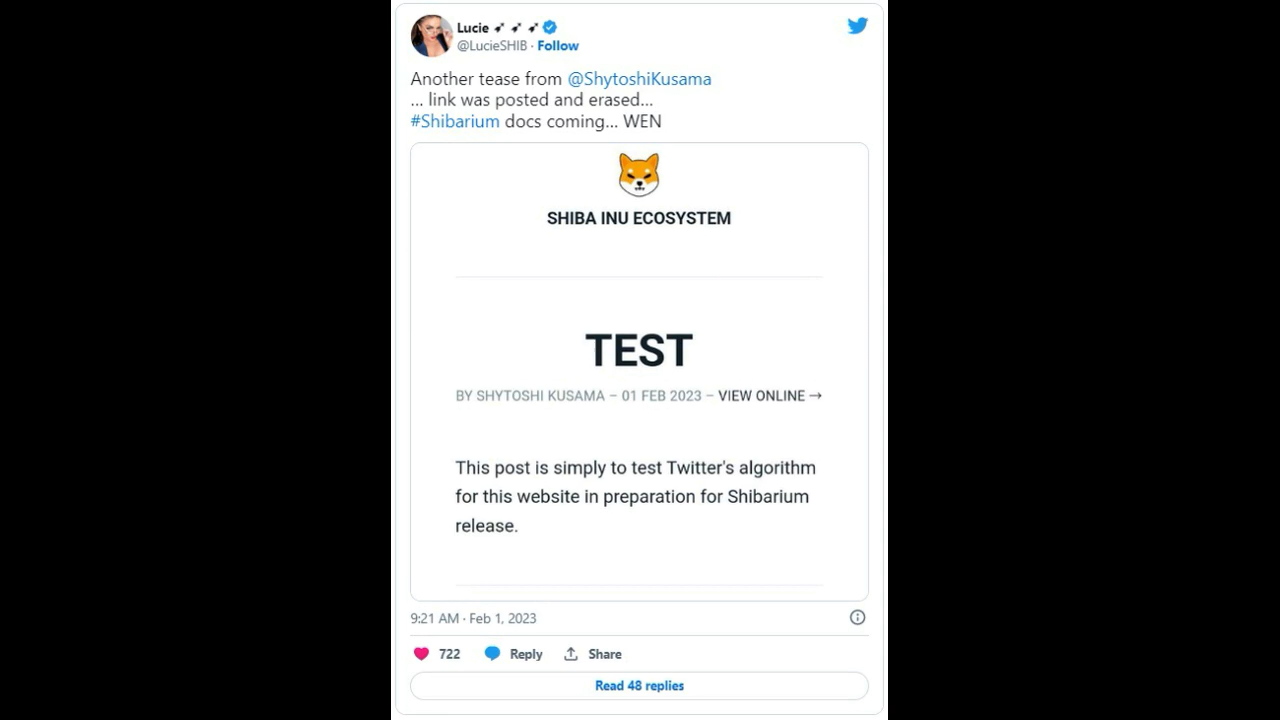 Lucie
@LucieSHIB · Follow
Another tease from @ShytoshiKusama
... link was posted and erased...
#Shibarium docs coming... WEN
SHIBA INU ECOSYSTEM
TEST
BY SHYTOSHI KUSAMA – 01 FEB 2023 – VIEW ONLINE →
This post is simply to test Twitter's algorithm
for this website in preparation for Shibarium
release.
9:21 AM · Feb 1, 2023
722 Reply Share
Read 48 replies